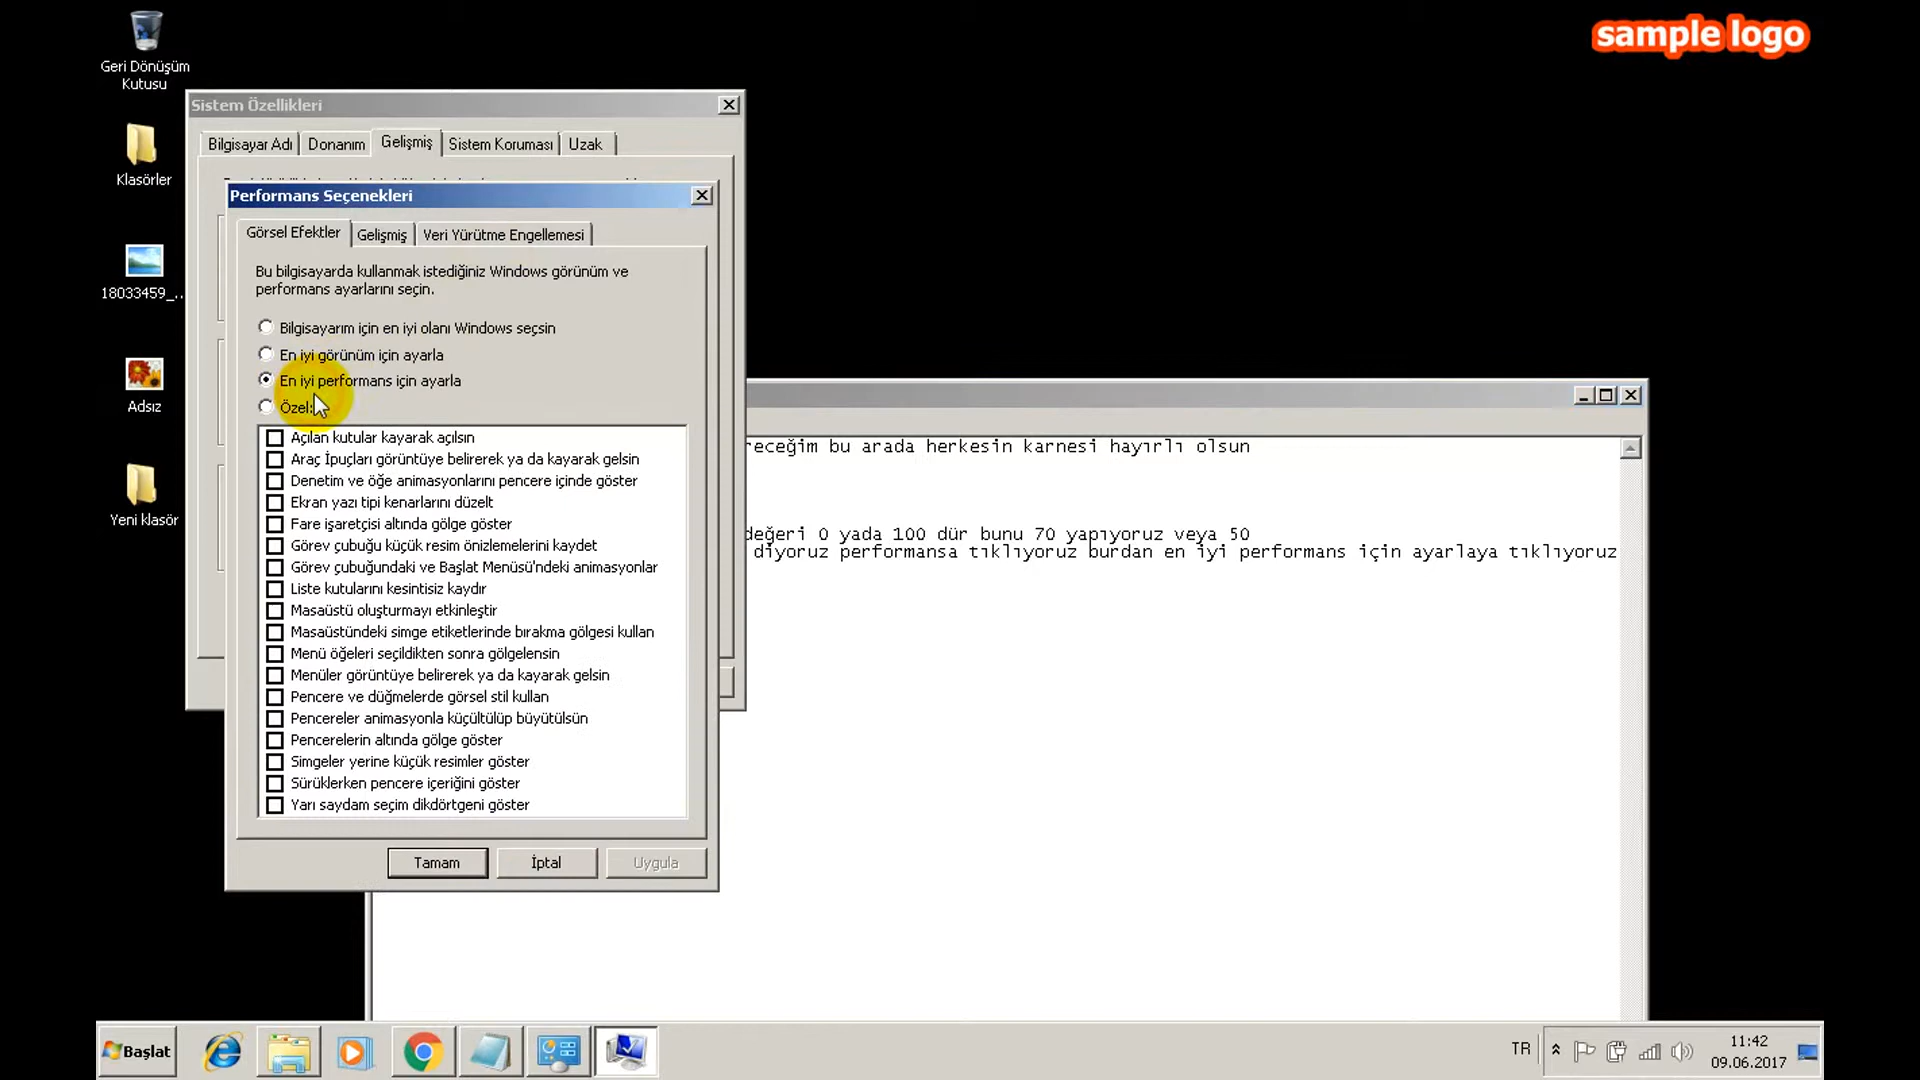 sample logo
Geri Dönüşüm
Kutusu
Klasörler
18033459_...
Adsız
Yeni klasör
Sistem Özellikleri
Bilgisayar Adı
Donanım
Gelişmiş
Sistem Koruması
Uzak
Performans Seçenekleri
Görsel Efektler
Gelişmiş
Veri Yürütme Engellemesi
Bu bilgisayarda kullanmak istediğiniz Windows görünüm ve
performans ayarlarını seçin.
Bilgisayarım için en iyi olanı Windows seçsin
En iyi görünüm için ayarla
En iyi performans için ayarla
Özel:
Açılan kutular kayarak açılsın
Araç İpuçları görüntüye belirerek ya da kayarak gelsin
Denetim ve öğe animasyonlarını pencere içinde göster
Ekran yazı tipi kenarlarını düzelt
Fare işaretçisi altında gölge göster
Görev çubuğu küçük resim önizlemelerini kaydet
Görev çubuğundaki ve Başlat Menüsü'ndeki animasyonlar
Liste kutularını kesintisiz kaydır
Masaüstü oluşturmayı etkinleştir
Masaüstündeki simge etiketlerinde bırakma gölgesi kullan
Menü öğeleri seçildikten sonra gölgelensin
Menüler görüntüye belirerek ya da kayarak gelsin
Pencere ve düğmelerde görsel stil kullan
Pencereler animasyonla küçültülüp büyütülsün
Pencerelerin altında gölge göster
Simgeler yerine küçük resimler göster
Sürüklerken pencere içeriğini göster
Yarı saydam seçim dikdörtgeni göster
Tamam
İptal
Uygula
receğim bu arada herkesin karnesi hayırlı olsun
değeri 0 yada 100 dür bunu 70 yapıyoruz veya 50
diyoruz performansa tıklıyoruz burdan en iyi performans için ayarlaya tıklıyoruz
Başlat
TR
11:42
09.06.2017